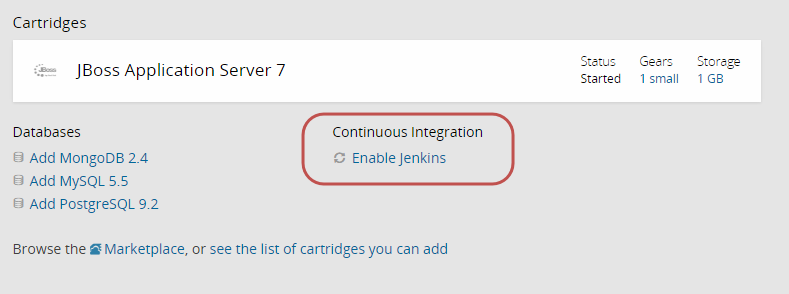 Cartridges
JBoss
JBoss Application Server 7
Status Gears Storage
Started 1 small 1 GB
Databases
Add MongoDB 2.4
Add MySQL 5.5
Add PostgreSQL 9.2
Continuous Integration
Enable Jenkins
Browse the Marketplace, or see the list of cartridges you can add